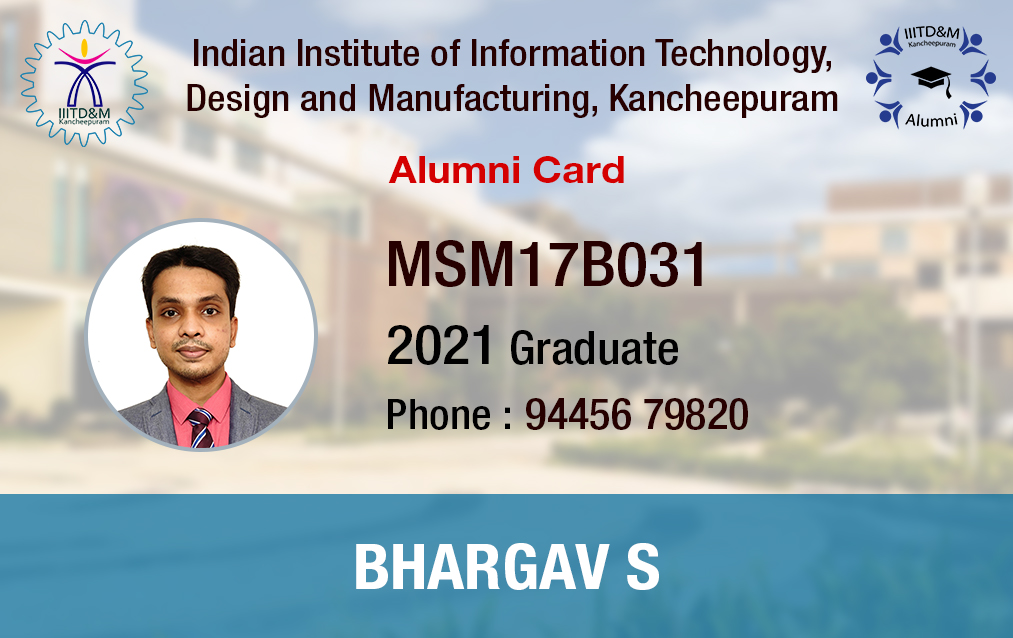 IIITD&M
Kancheepuram
Indian Institute of Information Technology,
Design and Manufacturing, Kancheepuram
IIITD&M
Kancheepuram
Alumni
Alumni Card
MSM17B031
2021 Graduate
Phone : 94456 79820
BHARGAV S